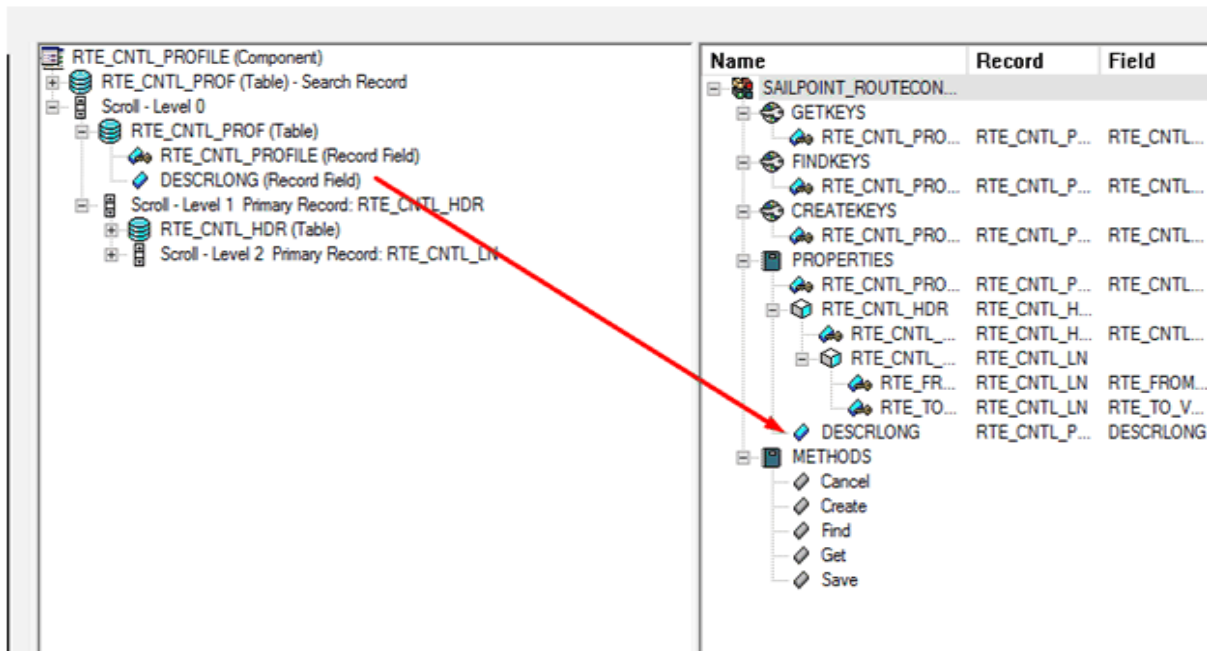 RTE_CNTL_PROFILE (Component)
RTE_CNTL_PROF (Table) - Search Record
Scroll - Level 0
RTE_CNTL_PROF (Table)
RTE_CNTL_PROFILE (Record Field)
DESCRLONG (Record Field)
Scroll - Level 1 Primary Record: RTE_CNTL_HDR
RTE_CNTL_HDR (Table)
Scroll - Level 2 Primary Record: RTE_CNTL_LN
Name Record Field
SAILPOINT_ROUTECON...
GETKEYS
RTE_CNTL_PRO... RTE_CNTL_P... RTE_CNTL...
FINDKEYS
RTE_CNTL_PRO... RTE_CNTL_P... RTE_CNTL...
CREATEKEYS
RTE_CNTL_PRO... RTE_CNTL_P... RTE_CNTL...
PROPERTIES
RTE_CNTL_PRO... RTE_CNTL_P... RTE_CNTL...
RTE_CNTL_HDR RTE_CNTL_H...
RTE_CNTL_... RTE_CNTL_H... RTE_CNTL...
RTE_CNTL_... RTE_CNTL_LN
RTE_FR... RTE_CNTL_LN RTE_FROM...
RTE_TO... RTE_CNTL_LN RTE_TO_V...
DESCRLONG RTE_CNTL_P... DESCRLONG
METHODS
Cancel
Create
Find
Get
Save